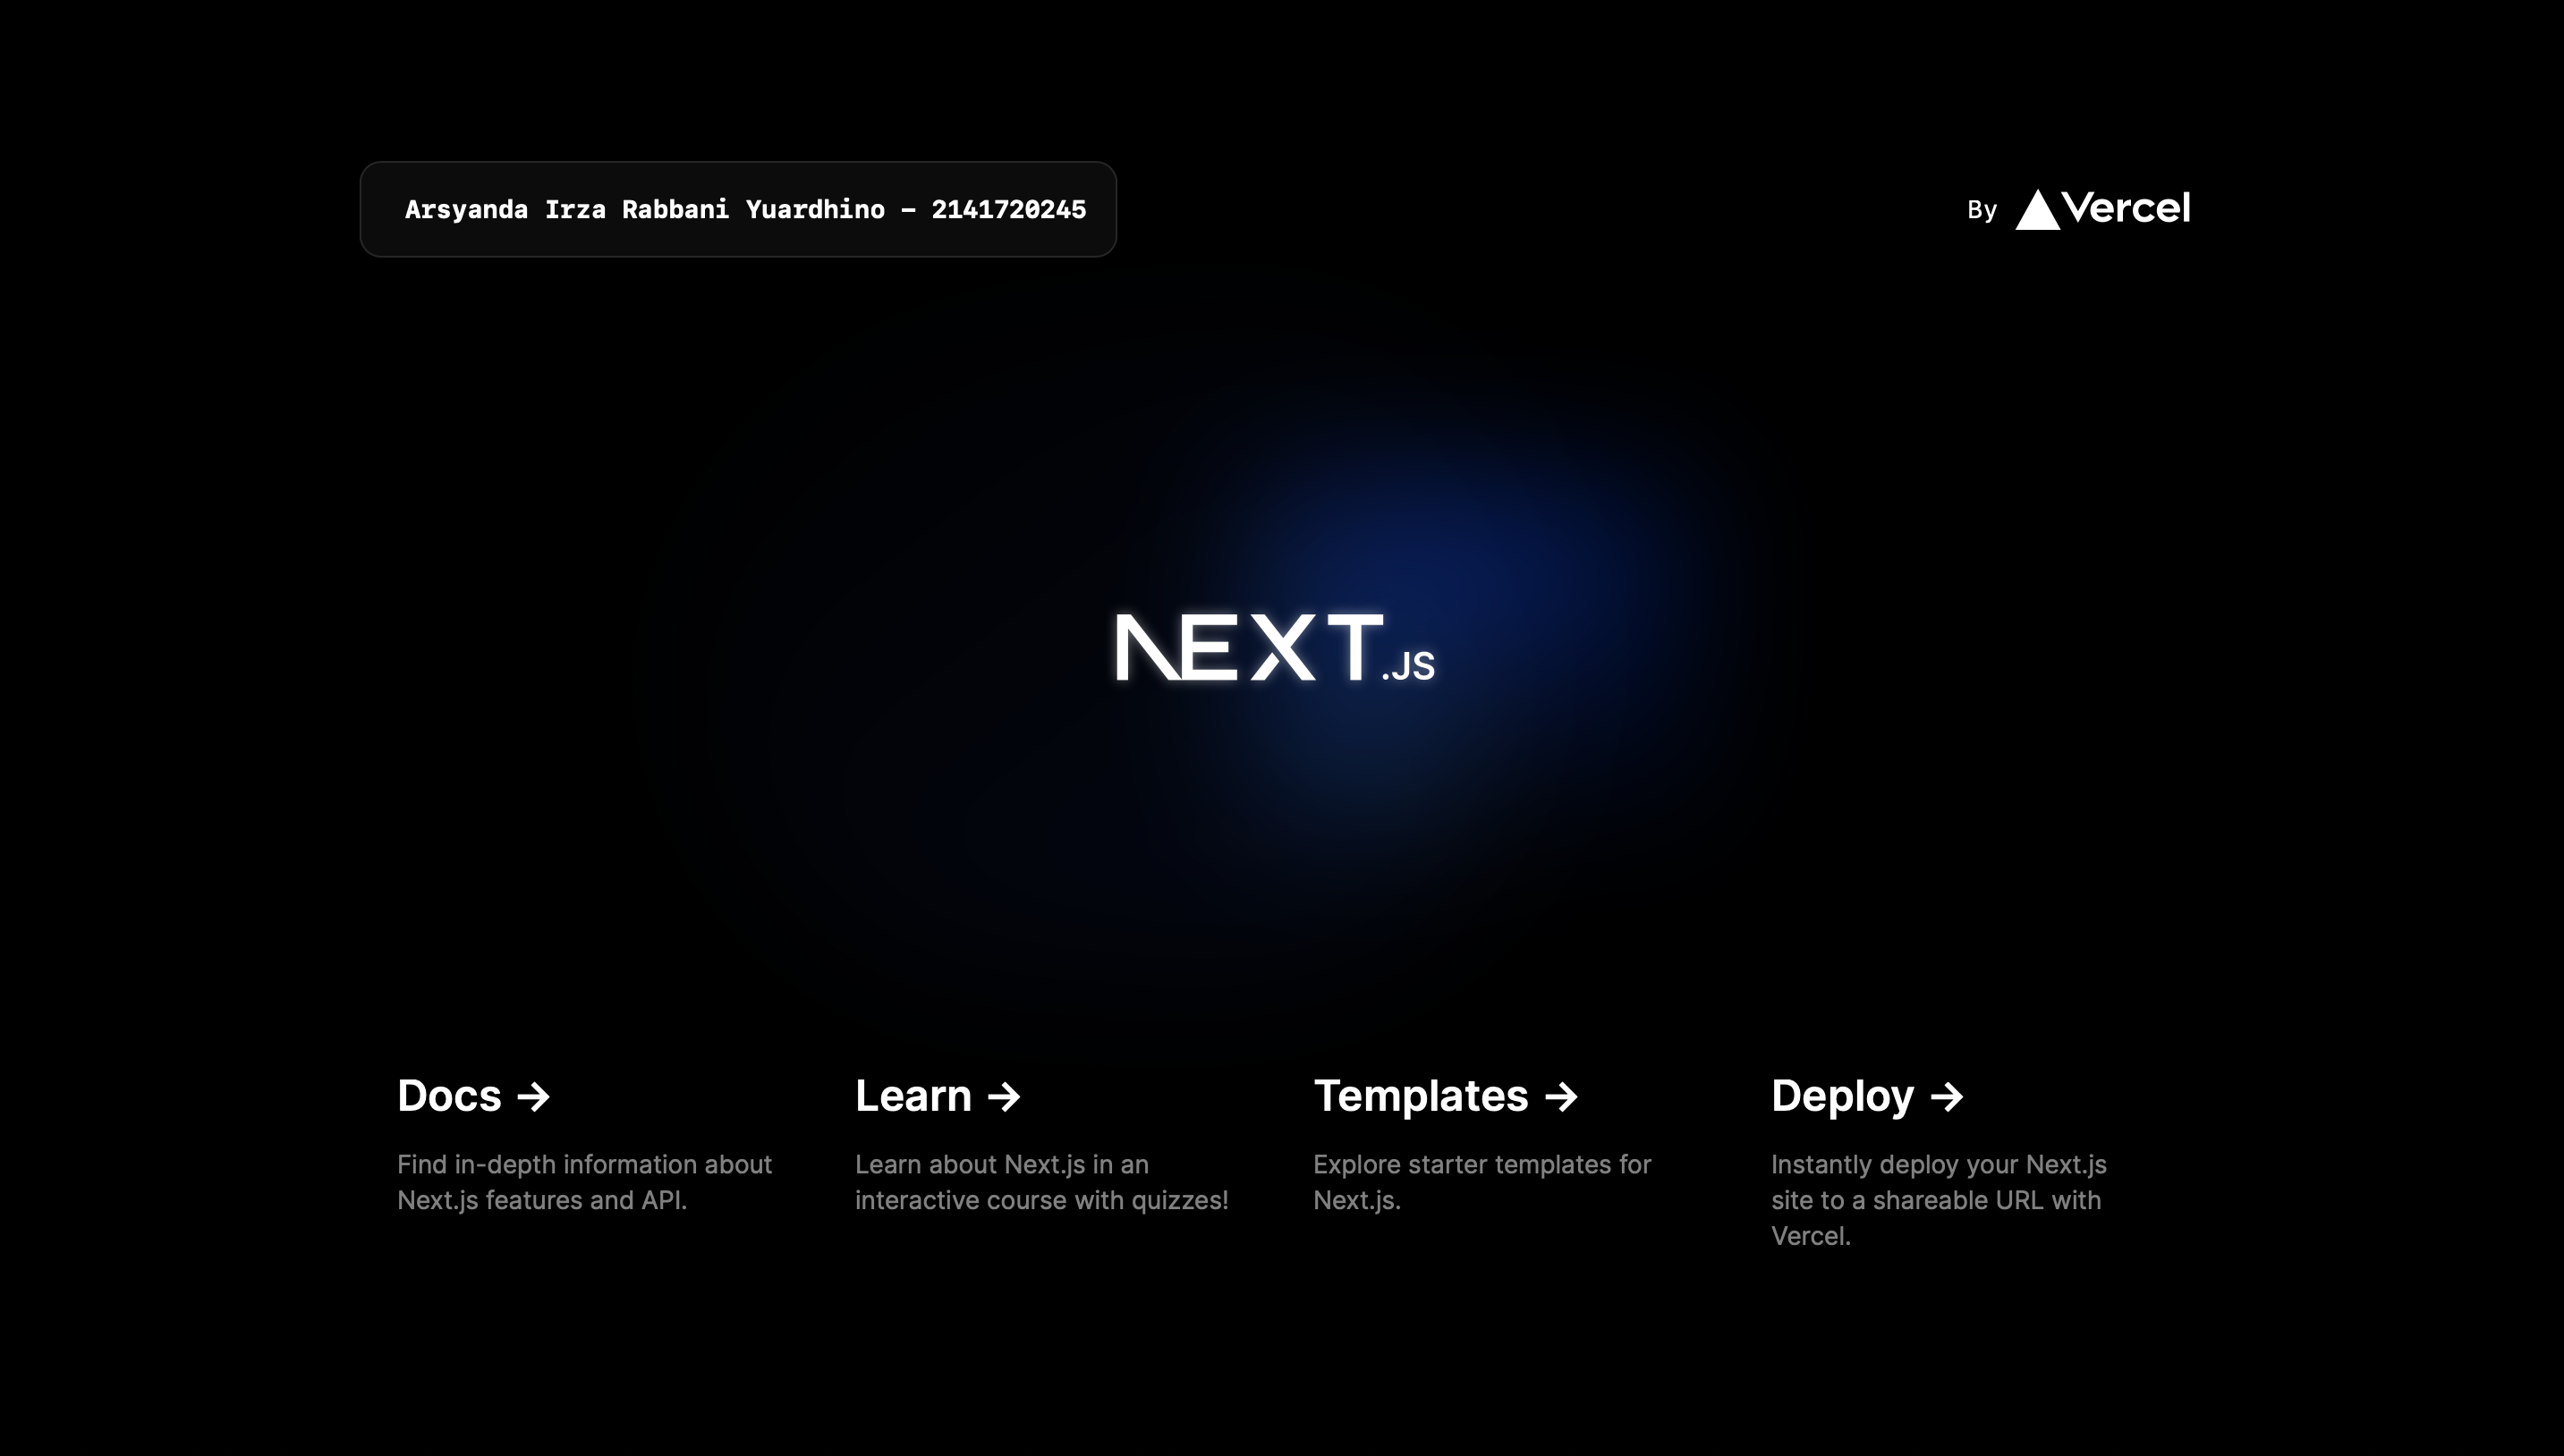 Arsyanda Irza Rabbani Yuardhino – 2141720245
By Vercel
NEXT.JS
Docs →
Find in-depth information about
Next.js features and API.
Learn →
Learn about Next.js in an
interactive course with quizzes!
Templates →
Explore starter templates for
Next.js.
Deploy →
Instantly deploy your Next.js
site to a shareable URL with
Vercel.